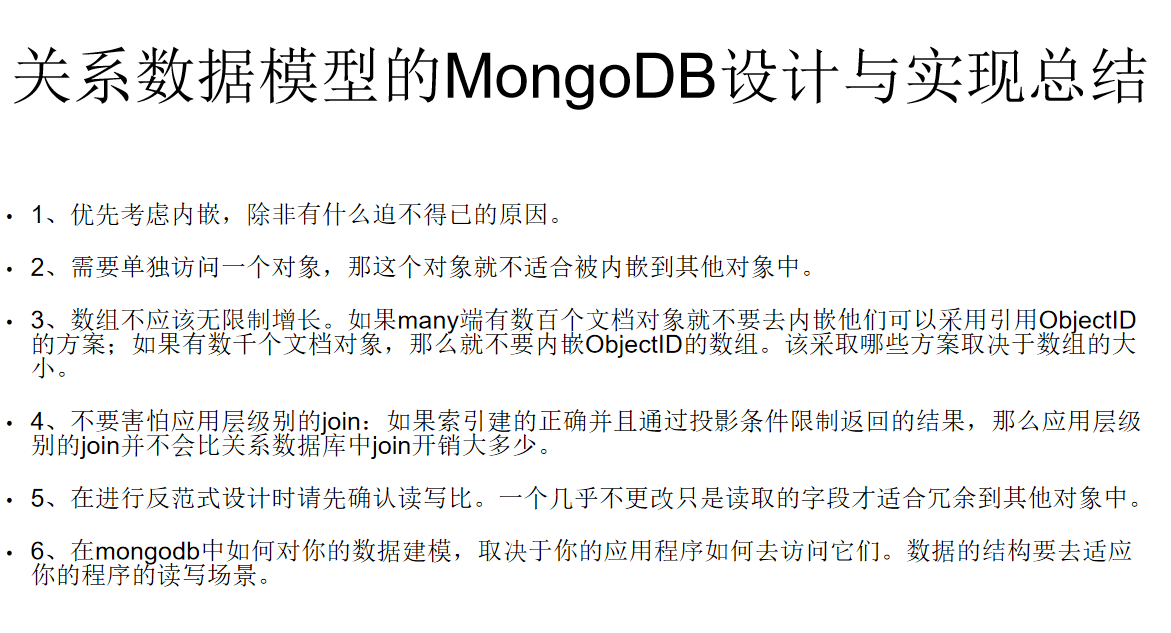 关系数据模型的MongoDB设计与实现总结
• 1、优先考虑内嵌，除非有什么迫不得已的原因。
• 2、需要单独访问一个对象，那这个对象就不适合被内嵌到其他对象中。
• 3、数组不应该无限制增长。如果many端有数百个文档对象就不要去内嵌他们可以采用引用ObjectID
的方案；如果有数千个文档对象，那么就不要内嵌ObjectID的数组。该采取哪些方案取决于数组的大
小。
• 4、不要害怕应用层级别的join：如果索引建的正确并且通过投影条件限制返回的结果，那么应用层级
别的join并不会比关系数据库中join开销大多少。
• 5、在进行反范式设计时请先确认读写比。一个几乎不更改只是读取的字段才适合冗余到其他对象中。
• 6、在mongodb中如何对你的数据建模，取决于你的应用程序如何去访问它们。数据的结构要去适应
你的程序的读写场景。